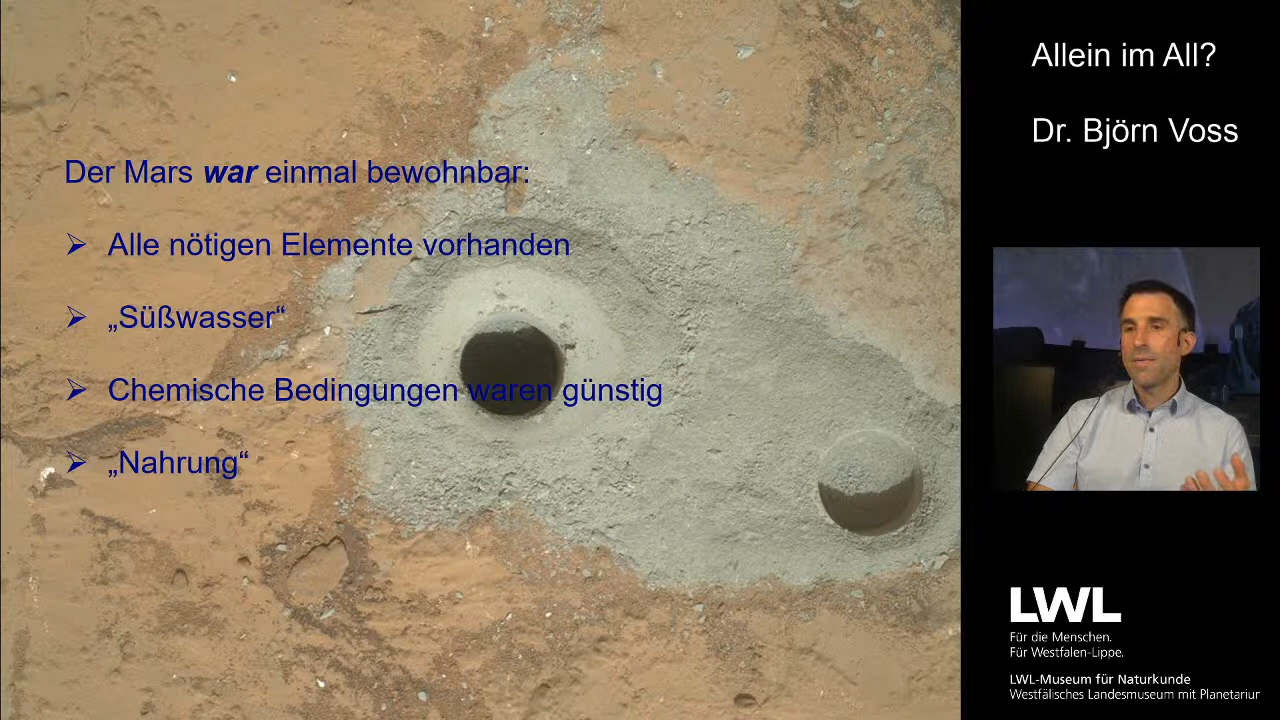 Der Mars war einmal bewohnbar:
➢ Alle nötigen Elemente vorhanden
➢ „Süßwasser“
➢ Chemische Bedingungen waren günstig
➢ „Nahrung“
Allein im All?
Dr. Björn Voss
LWL
Für die Menschen.
Für Westfalen-Lippe.
LWL-Museum für Naturkunde
Westfälisches Landesmuseum mit Planetariur